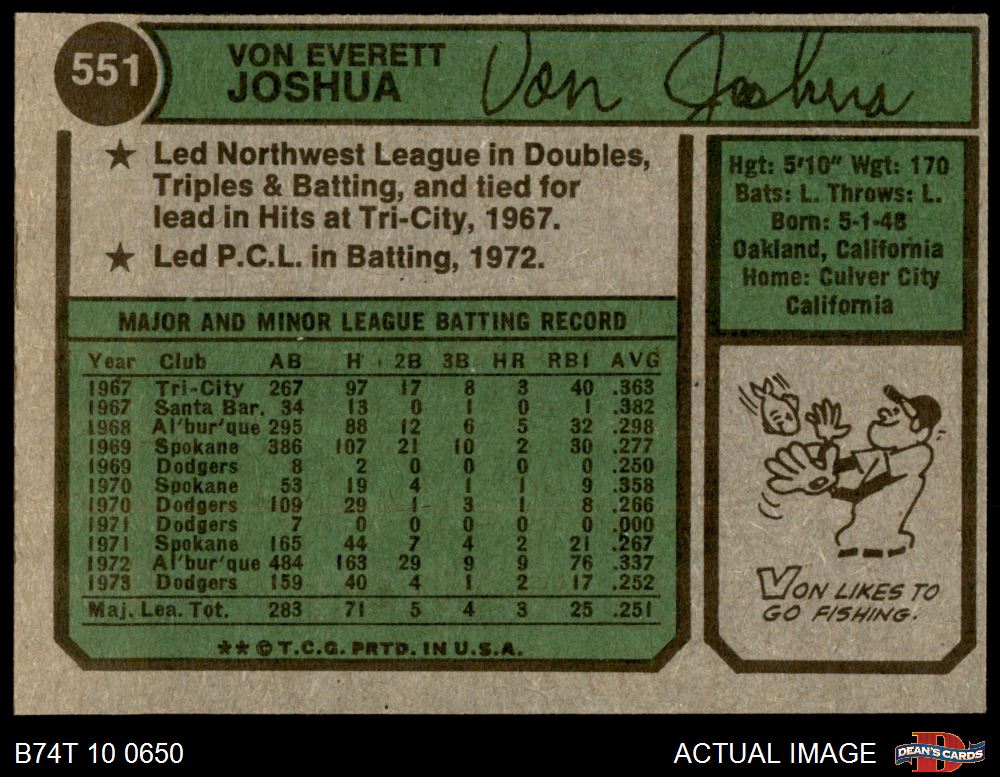 551
VON EVERETT
JOSHUA
Von Joshua
★ Led Northwest League in Doubles,
Triples & Batting, and tied for
lead in Hits at Tri-City, 1967.
★ Led P.C.L. in Batting, 1972.
Hgt: 5'10" Wgt: 170
Bats: L. Throws: L.
Born: 5-1-48
Oakland, California
Home: Culver City
California
MAJOR AND MINOR LEAGUE BATTING RECORD
Year Club AB H 2B 3B HR RBI AVG
1967 Tri-City 267 97 17 8 3 40 .363
1967 Santa Bar. 34 13 0 1 0 1 .382
1968 Al'bur'que 295 88 12 6 5 32 .298
1969 Spokane 386 107 21 10 2 30 .277
1969 Dodgers 8 2 0 0 0 0 .250
1970 Spokane 53 19 4 1 1 9 .358
1970 Dodgers 109 29 1 3 1 8 .266
1971 Dodgers 7 0 0 0 0 0 .000
1971 Spokane 165 44 7 4 2 21 .267
1972 Al'bur'que 484 163 29 9 9 76 .337
1973 Dodgers 159 40 4 1 2 17 .252
Maj. Lea. Tot. 283 71 5 4 3 25 .251
** © T.C.G. PRTD. IN U.S.A.
VON LIKES TO
GO FISHING.
B74T 10 0650
ACTUAL IMAGE
DEAN'S CARDS